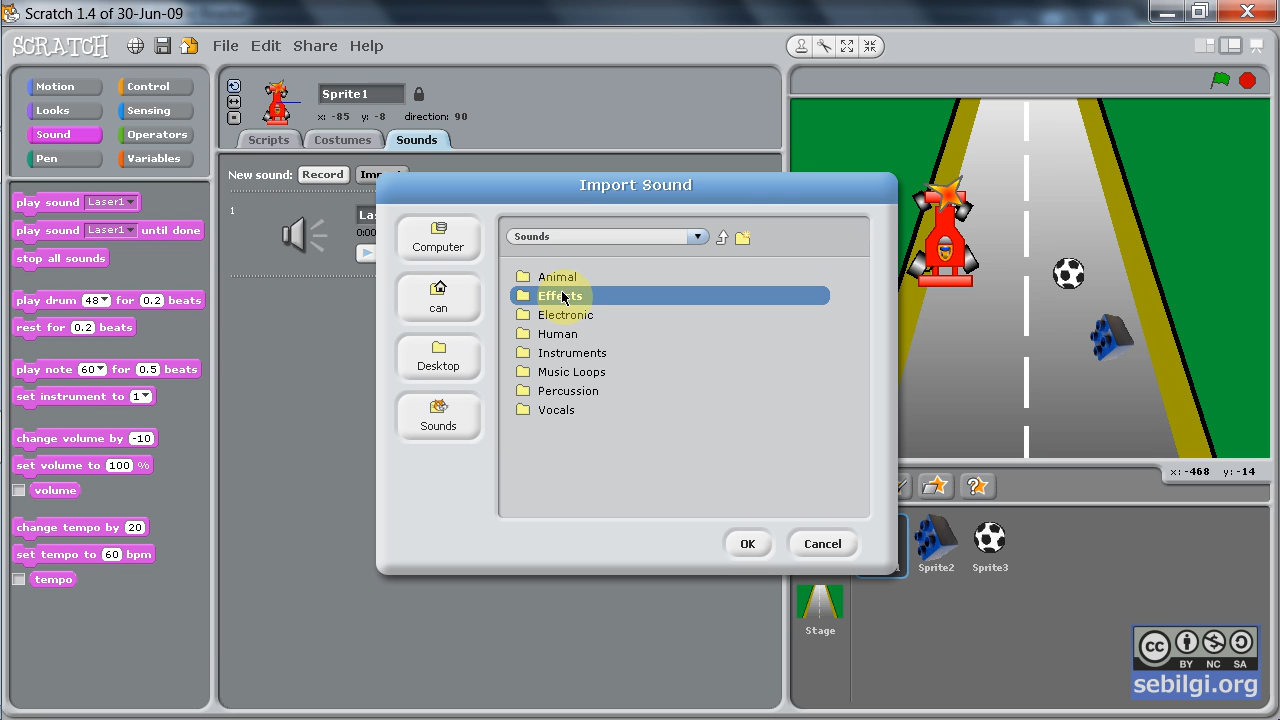 Scratch 1.4 of 30-Jun-09
SCRATCH File Edit Share Help
Motion Control
Looks Sensing
Sound Operators
Pen Variables
play sound Laser1
play sound Laser1 until done
stop all sounds
play drum 48 for 0.2 beats
rest for 0.2 beats
play note 60 for 0.5 beats
set instrument to 1
change volume by -10
set volume to 100 %
volume
change tempo by 20
set tempo to 60 bpm
tempo
Sprite1
x: -85 y: -8 direction: 90
Scripts Costumes Sounds
New sound: Record
1
Import Sound
Computer
can
Desktop
Sounds
Sounds
Animal
Effects
Electronic
Human
Instruments
Music Loops
Percussion
Vocals
OK Cancel
x: -468 y: -14
Sprite2 Sprite3
Stage
cc
BY NC SA
sebilgi.org